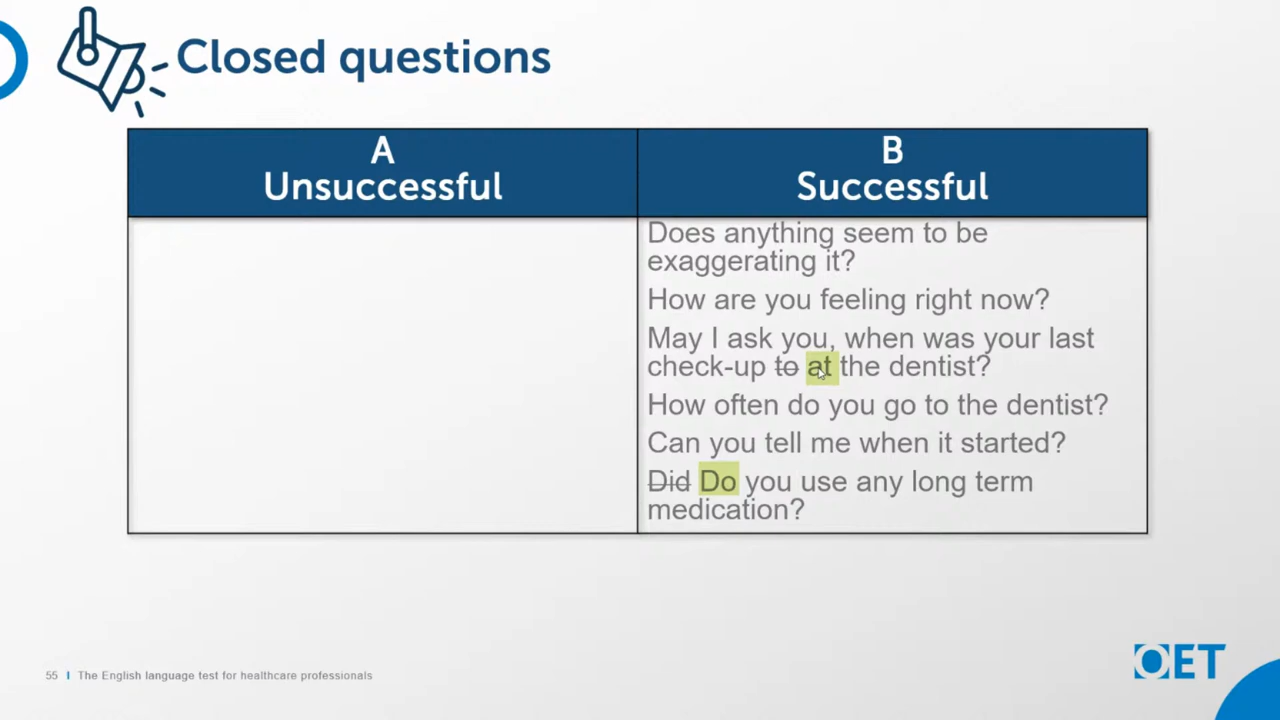 Closed questions
A
Unsuccessful
B
Successful
Does anything seem to be
exaggerating it?
How are you feeling right now?
May I ask you, when was your last
check-up to at the dentist?
How often do you go to the dentist?
Can you tell me when it started?
Did Do you use any long term
medication?
55 | The English language test for healthcare professionals
OET